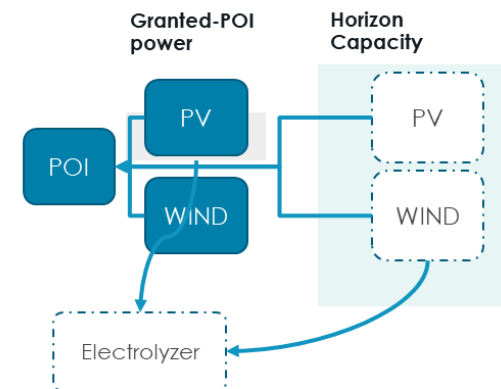 Granted-POI
power
Horizon
Capacity
PV
PV
POI
WIND
WIND
Electrolyzer